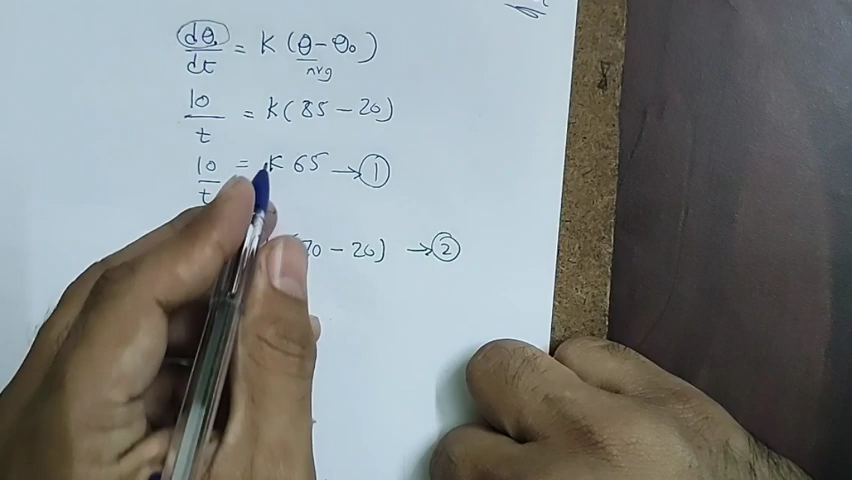 dθ/dt = K(θ - θ₀)
avg
10/t = K(85 - 20)
10/t = K 65 → ①
70 - 20) → ②